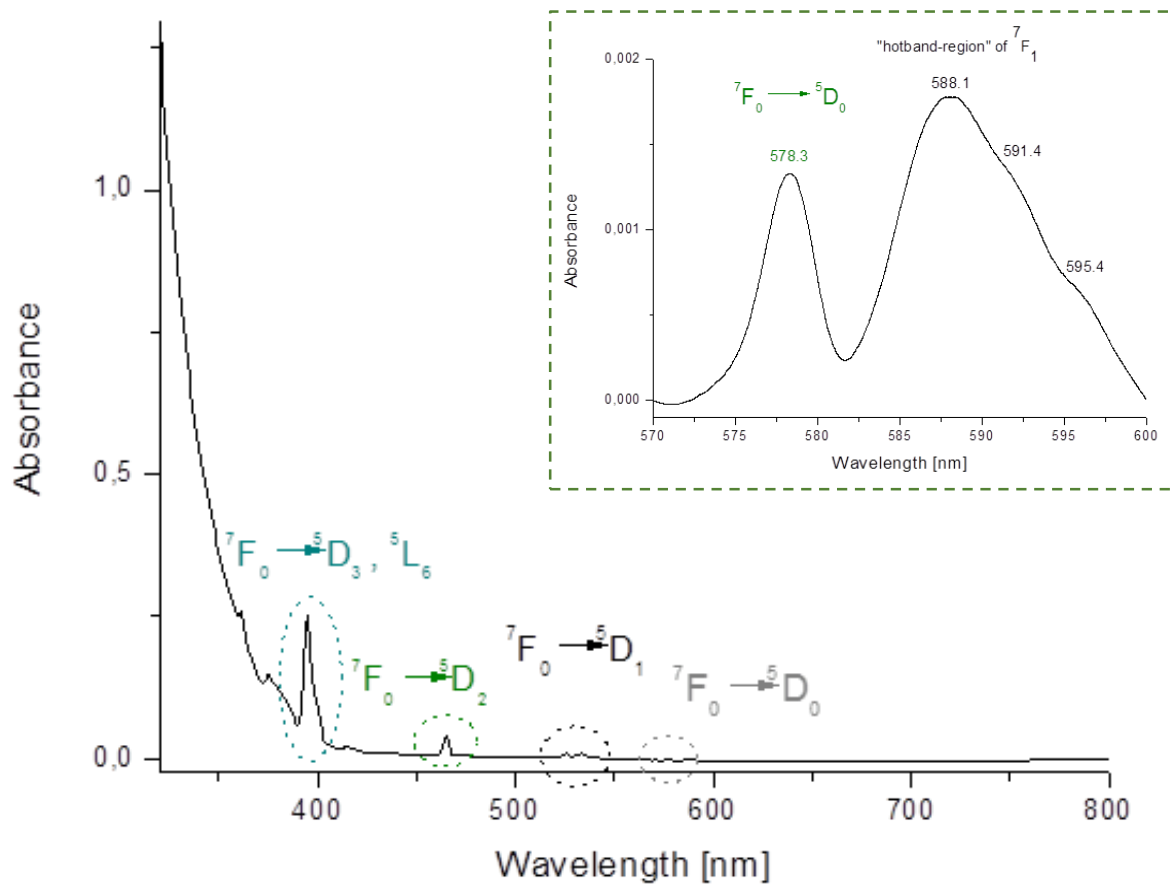 Absorbance
1,0
0,5
0,0
400
500
600
700
800
Wavelength [nm]
⁷F₀ → ⁵D₃ , ⁵L₆
⁷F₀ → ⁵D₂
⁷F₀ → ⁵D₁
⁷F₀ → ⁵D₀
"hotband-region" of ⁷F₁
⁷F₀ → ⁵D₀
588.1
578.3
591.4
595.4
Absorbance
0,002
0,001
0,000
570
575
580
585
590
595
600
Wavelength [nm]